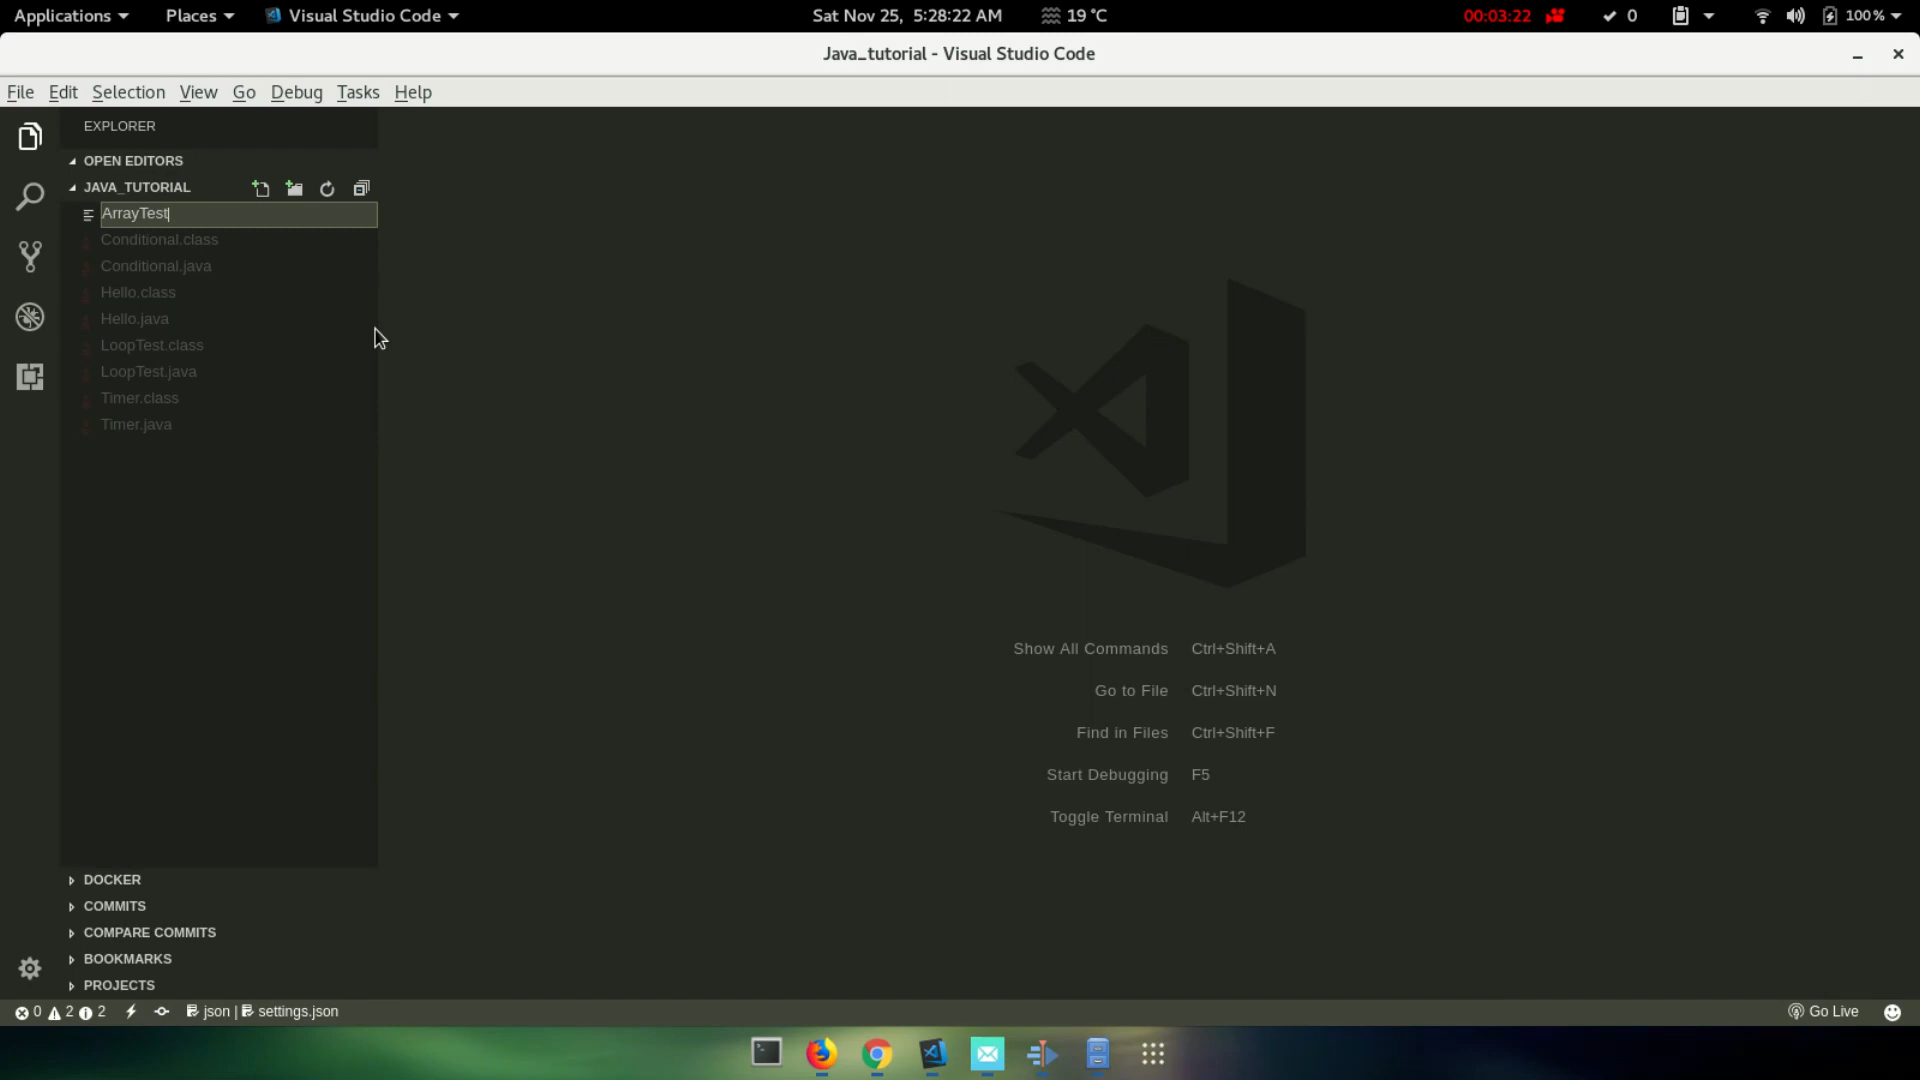 Applications Places Visual Studio Code Sat Nov 25, 5:28:22 AM 19 °C 00:03:22 0 100%
Java_tutorial - Visual Studio Code
File Edit Selection View Go Debug Tasks Help
EXPLORER
OPEN EDITORS
JAVA_TUTORIAL
ArrayTest
Conditional.class
Conditional.java
Hello.class
Hello.java
LoopTest.class
LoopTest.java
Timer.class
Timer.java
Show All Commands Ctrl+Shift+A
Go to File Ctrl+Shift+N
Find in Files Ctrl+Shift+F
Start Debugging F5
Toggle Terminal Alt+F12
DOCKER
COMMITS
COMPARE COMMITS
BOOKMARKS
PROJECTS
0 2 2 json | settings.json Go Live